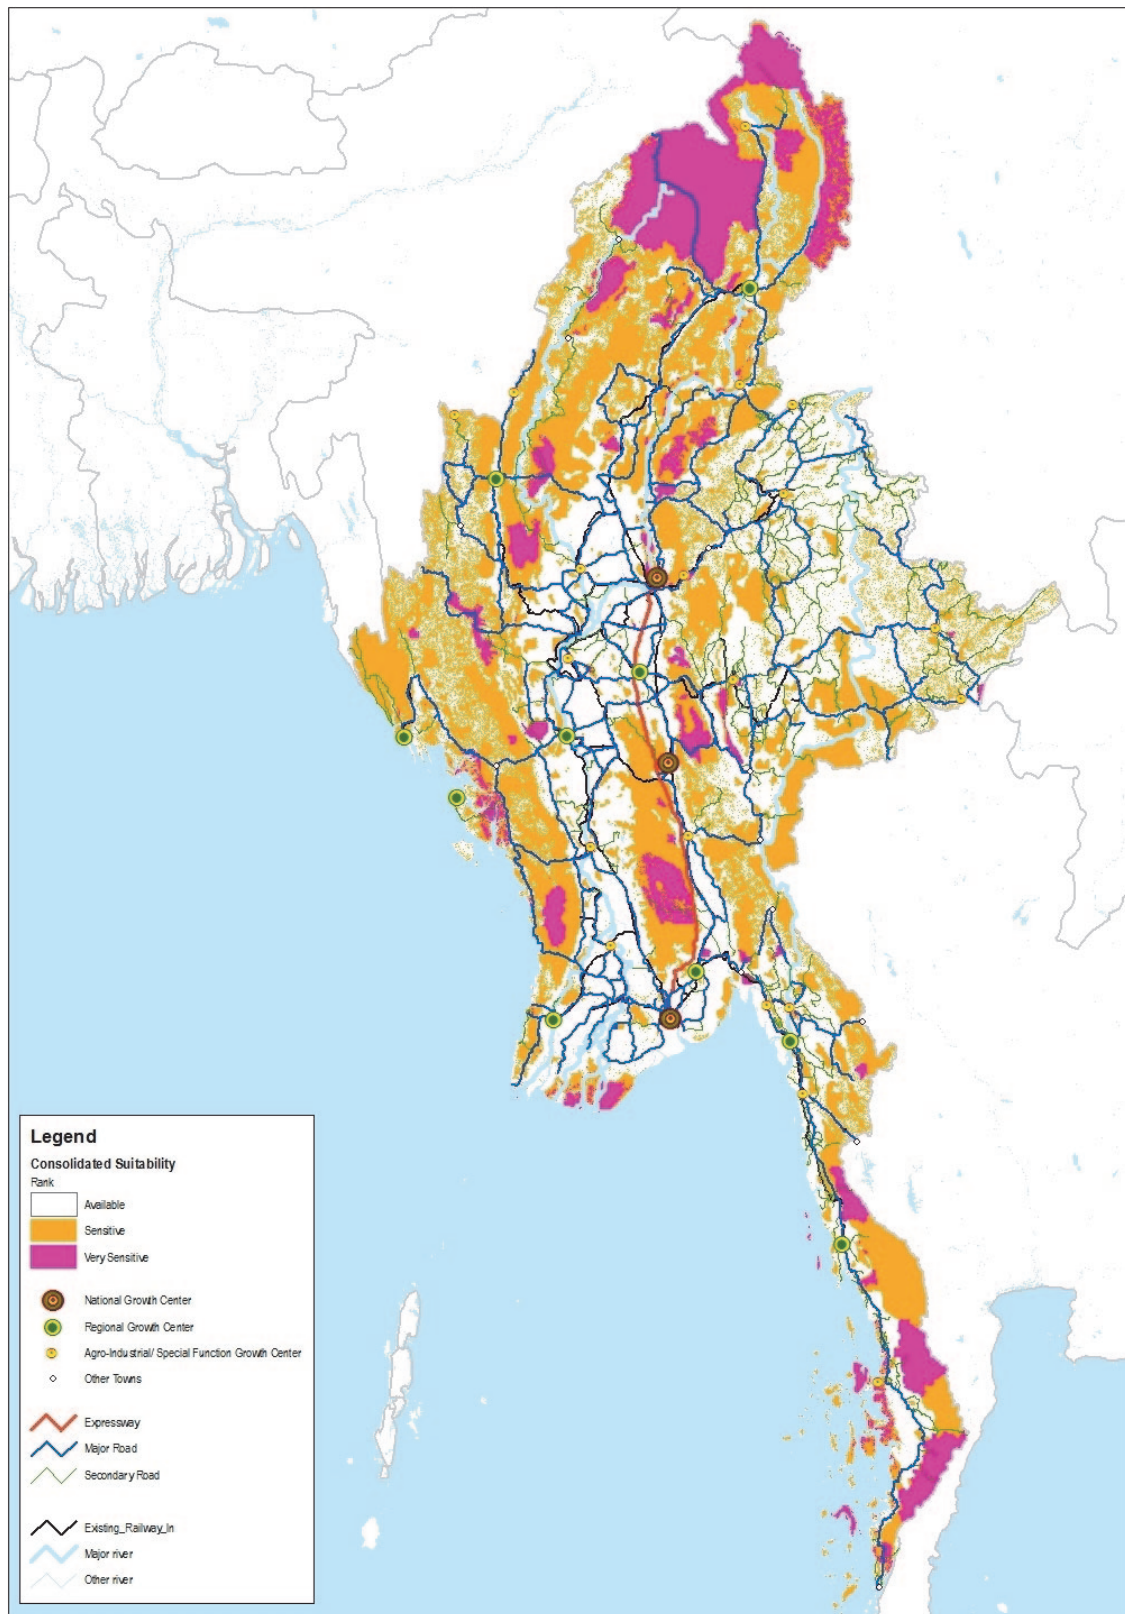 Legend
Consolidated Suitability
Rank
Available
Sensitive
Very Sensitive
National Growth Center
Regional Growth Center
Agro-Industrial/ Special Function Growth Center
Other Towns
Expressway
Major Road
Secondary Road
Existing_Railway_ln
Major river
Other river